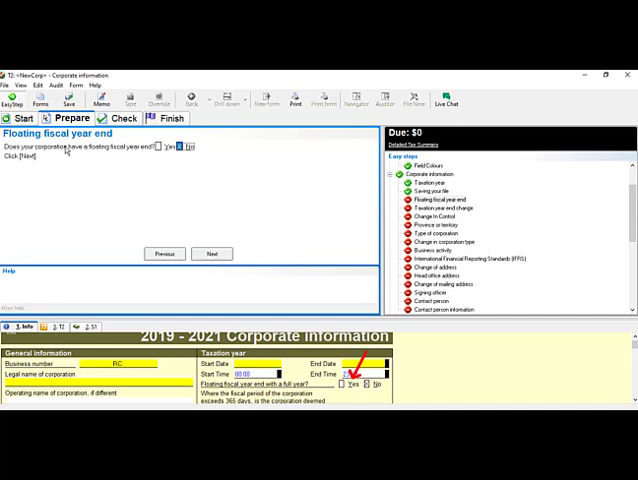 T2: <NewCorp> - Corporate information
File View Edit Audit Form Help
EasyStep Forms Save Memo Override Back Drill down New form Print Print form Navigator Auditor File Now Live Chat
Start Prepare Check Finish
Floating fiscal year end
Does your corporation have a floating fiscal year end? Yes X No
Click [Next]
Previous Next
Help
More help
Due: $0
Detailed Tax Summary
Easy steps
Field Colours
Corporate information
Taxation year
Saving your file
Floating fiscal year end
Taxation year end change
Change In Control
Province or territory
Type of corporation
Change in corporation type
Business activity
International Financial Reporting Standards (IFRS)
Change of address
Head office address
Change of mailing address
Signing officer
Contact person
Contact person information
1. Info 2. T2 3. S1
2019 - 2021 Corporate Information
General information Taxation year
Business number RC Start Date End Date
Legal name of corporation Start Time 00:00 End Time
Floating fiscal year end with a full year? Yes X No
Operating name of corporation, if different Where the fiscal period of the corporation
exceeds 365 days, is the corporation deemed